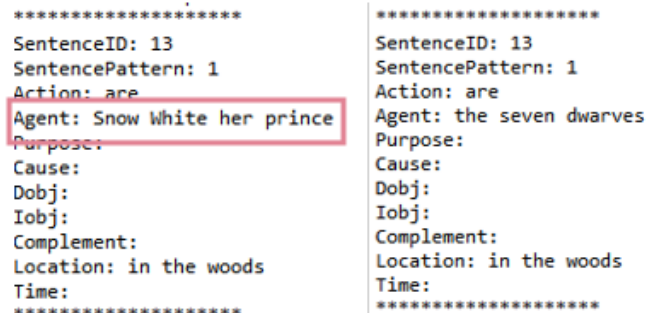 ********************
SentenceID: 13
SentencePattern: 1
Action: are
Agent: Snow White her prince
Purpose:
Cause:
Dobj:
Iobj:
Complement:
Location: in the woods
Time:
********************
********************
SentenceID: 13
SentencePattern: 1
Action: are
Agent: the seven dwarves
Purpose:
Cause:
Dobj:
Iobj:
Complement:
Location: in the woods
Time:
********************